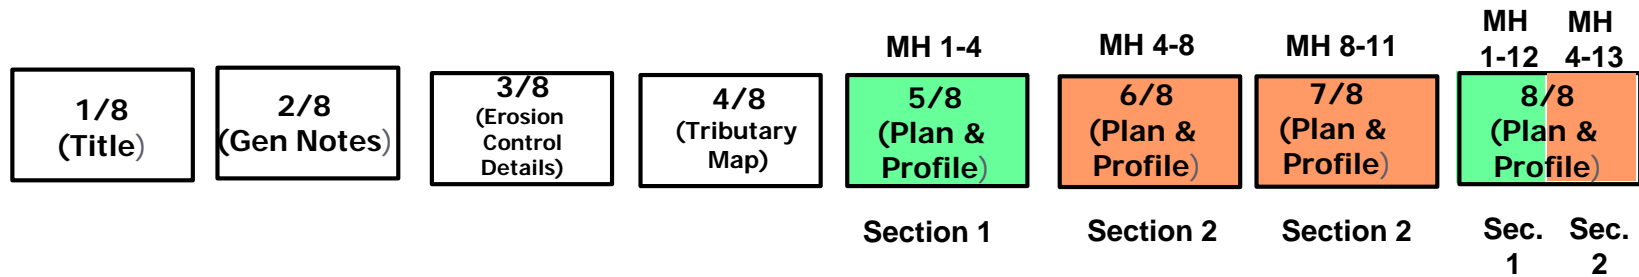 MH 1-4
MH 4-8
MH 8-11
MH
1-12
MH
4-13
1/8
(Title)
2/8
(Gen Notes)
3/8
(Erosion
Control
Details)
4/8
(Tributary
Map)
5/8
(Plan &
Profile)
6/8
(Plan &
Profile)
7/8
(Plan &
Profile)
8/8
(Plan &
Profile)
Section 1
Section 2
Section 2
Sec.
1
Sec.
2